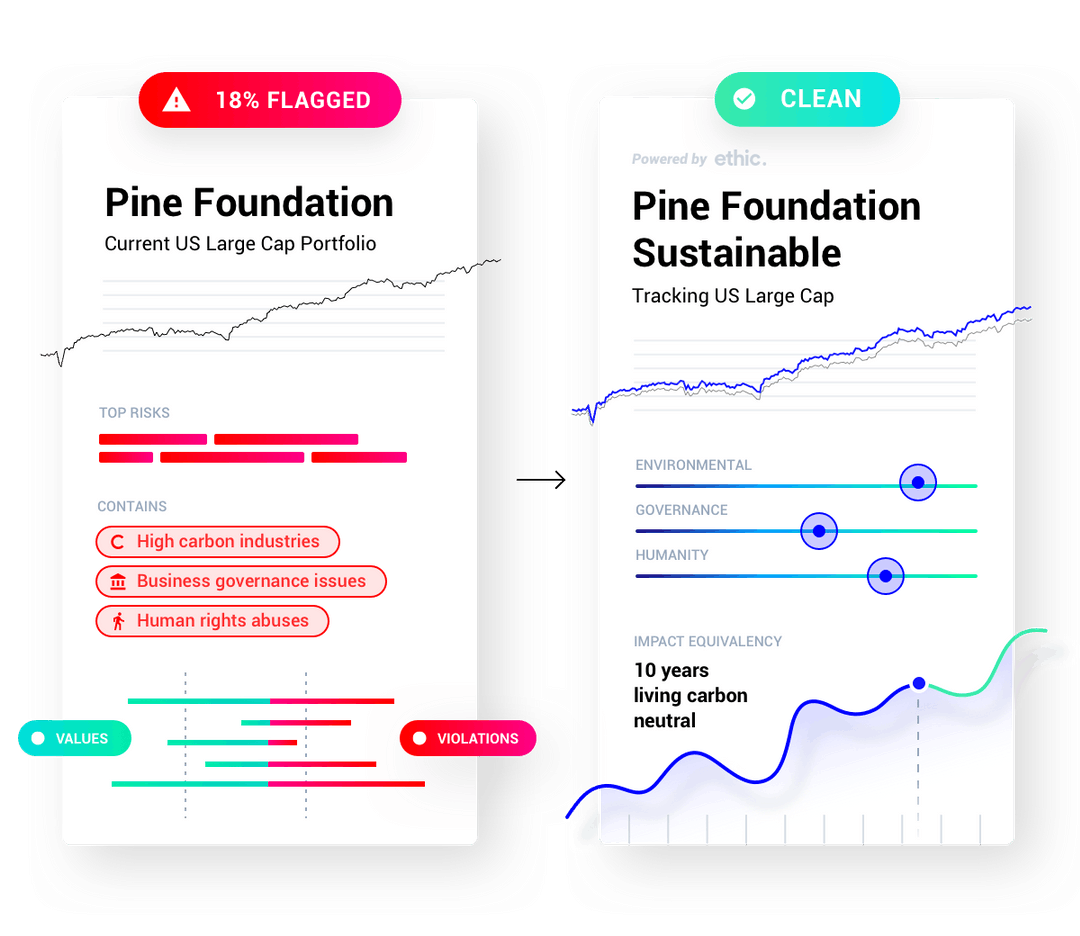 18% FLAGGED
Pine Foundation
Current US Large Cap Portfolio
TOP RISKS
CONTAINS
High carbon industries
Business governance issues
Human rights abuses
VALUES
VIOLATIONS
CLEAN
Powered by ethic.
Pine Foundation
Sustainable
Tracking US Large Cap
ENVIRONMENTAL
GOVERNANCE
HUMANITY
IMPACT EQUIVALENCY
10 years
living carbon
neutral